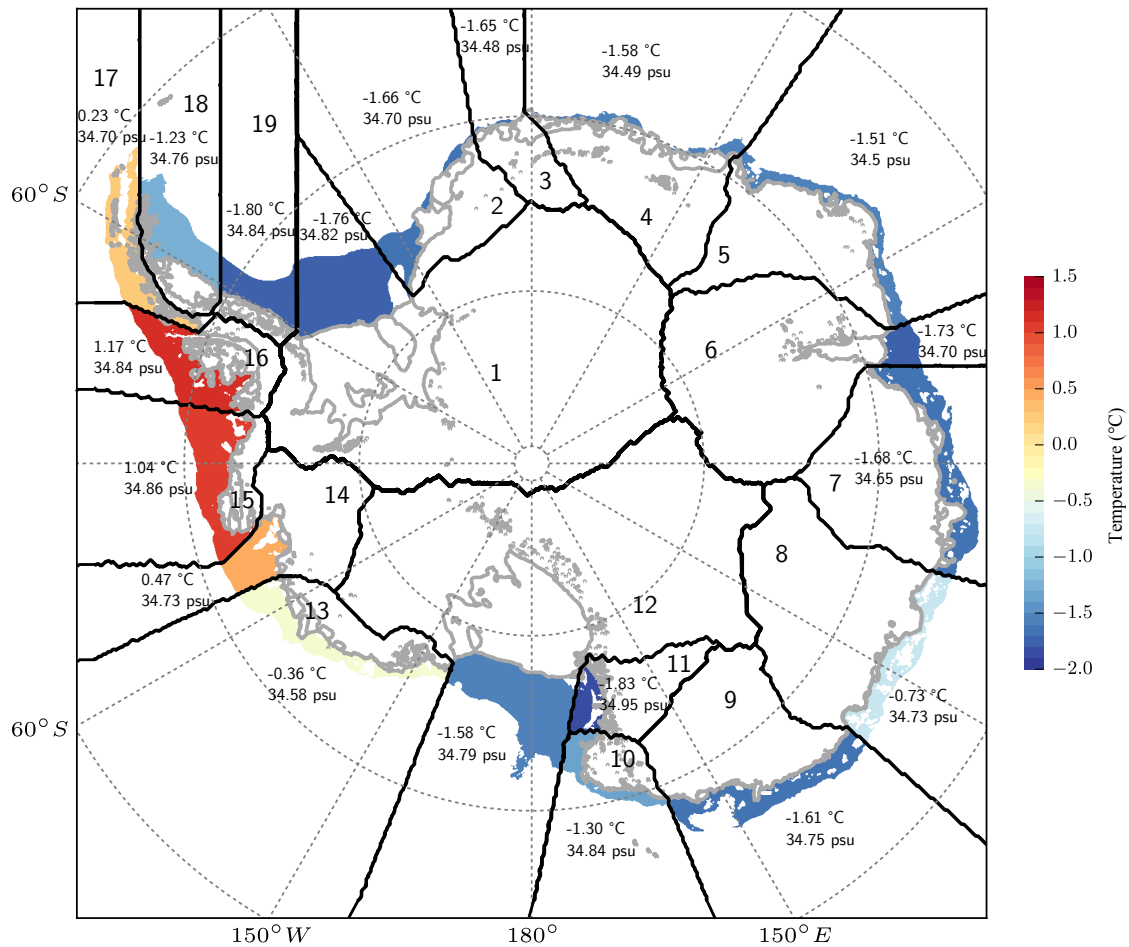 -1.65 °C
34.48 psu
-1.58 °C
34.49 psu
17
18
19
0.23 °C
34.70 psu
-1.23 °C
34.76 psu
-1.66 °C
34.70 psu
-1.51 °C
34.5 psu
60° S
-1.80 °C
34.84 psu
-1.76 °C
34.82 psu
2
3
4
5
1.17 °C
34.84 psu
16
1
6
-1.73 °C
34.70 psu
1.04 °C
34.86 psu
15
14
7
-1.68 °C
34.65 psu
8
0.47 °C
34.73 psu
13
12
-0.36 °C
34.58 psu
11
-1.83 °C
34.95 psu
9
-0.73 °C
34.73 psu
60° S
-1.58 °C
34.79 psu
10
-1.30 °C
34.84 psu
-1.61 °C
34.75 psu
150° W
180°
150° E
1.5
1.0
0.5
0.0
−0.5
−1.0
−1.5
−2.0
Temperature (°C)